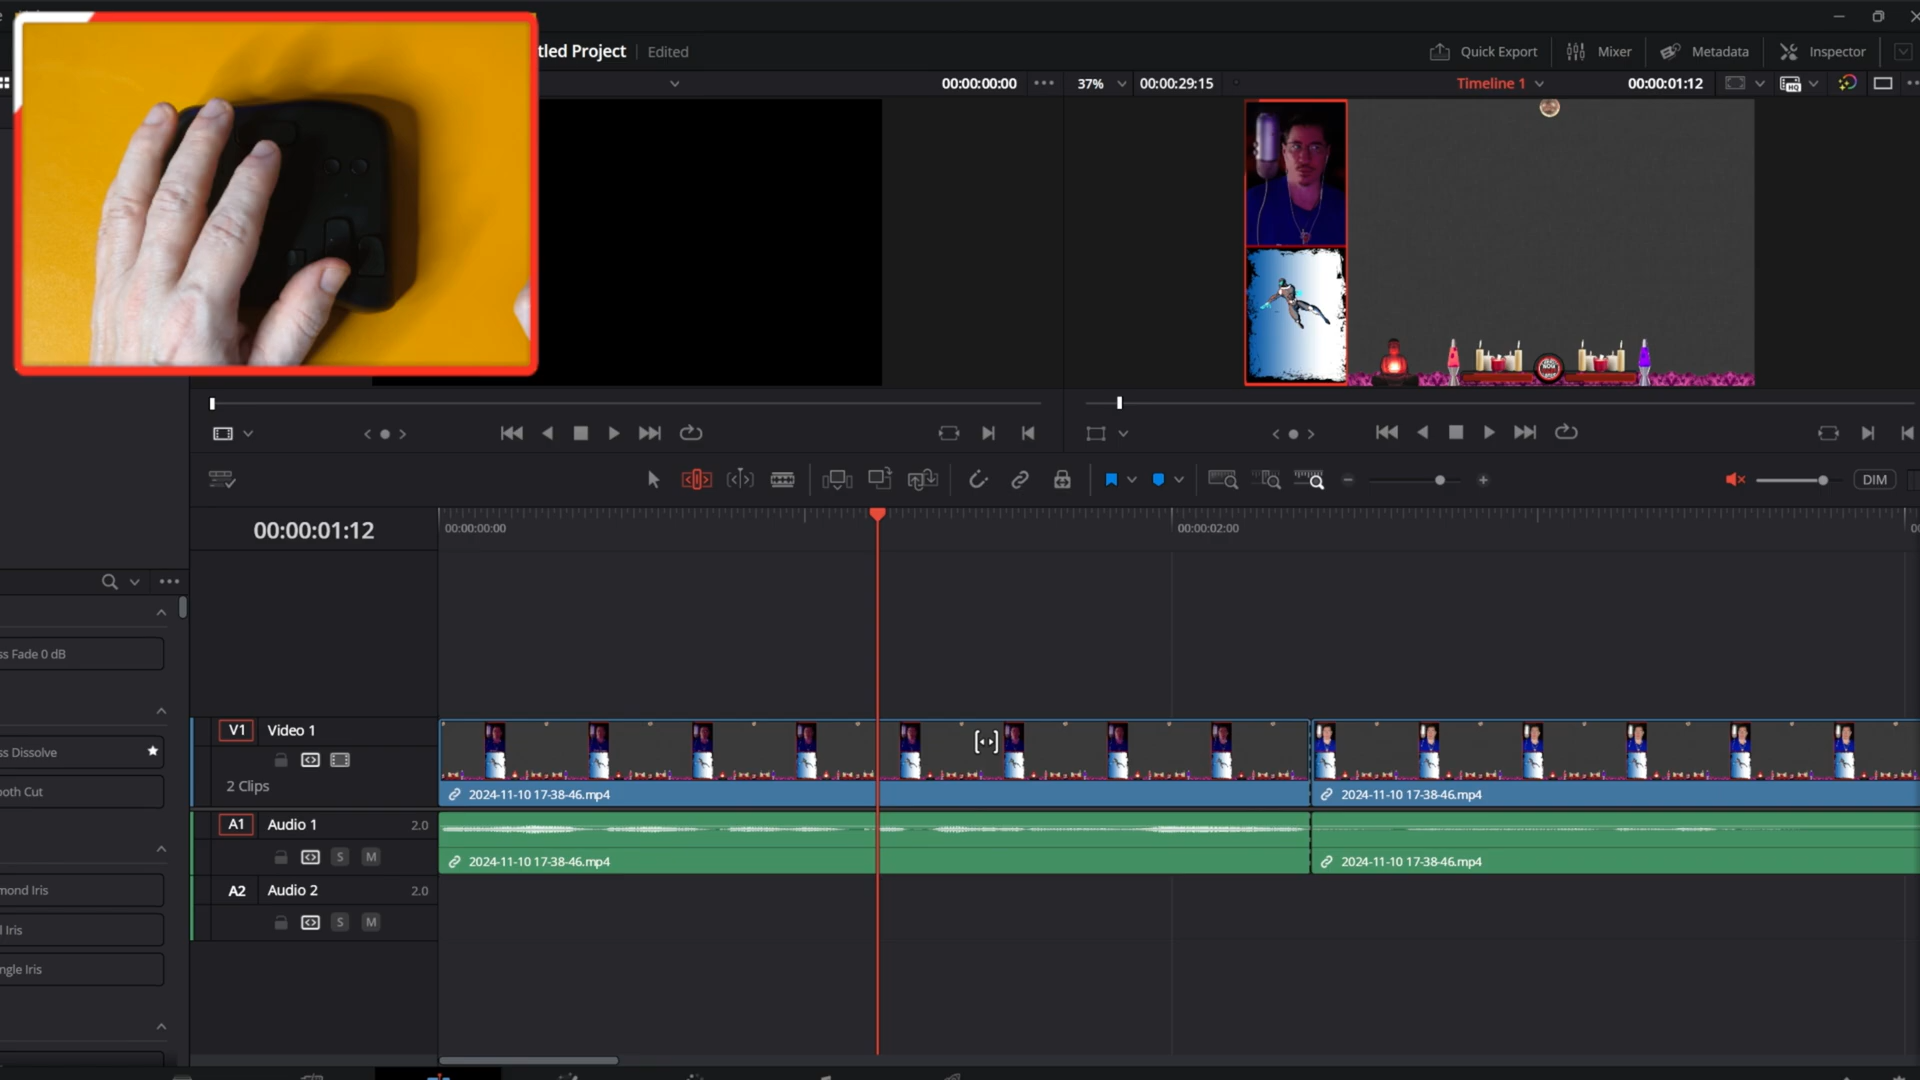 tled Project
Edited
Quick Export
Mixer
Metadata
Inspector
00:00:00:00
37%
00:00:29:15
Timeline 1
00:00:01:12
HQ
DIM
00:00:01:12
00:00:00:00
00:00:02:00
ss Fade 0 dB
ss Dissolve
oth Cut
mond Iris
l Iris
ngle Iris
V1 Video 1
2 Clips
2024-11-10 17-38-46.mp4
2024-11-10 17-38-46.mp4
A1 Audio 1 2.0
S M
2024-11-10 17-38-46.mp4
2024-11-10 17-38-46.mp4
A2 Audio 2 2.0
S M